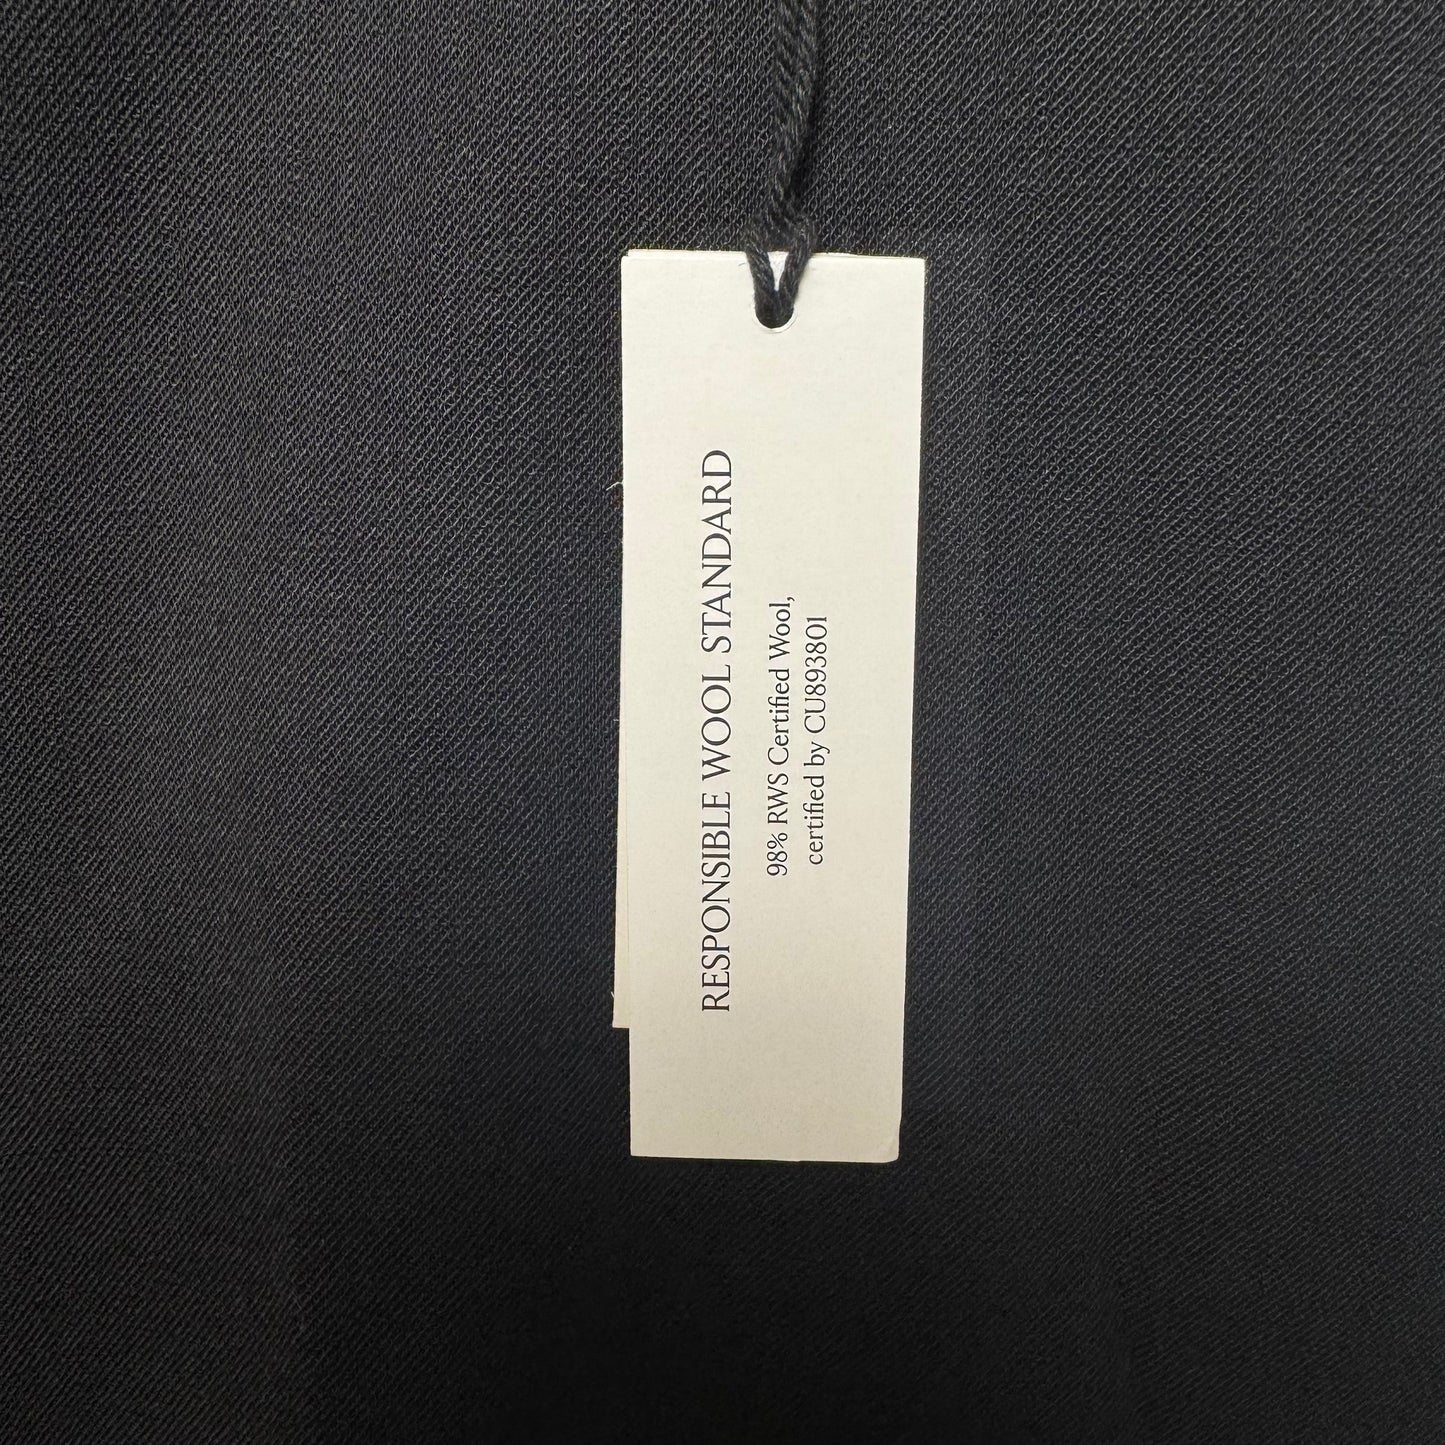 RESPONSIBLE WOOL STANDARD
98% RWS Certified Wool,
certified by CU893801